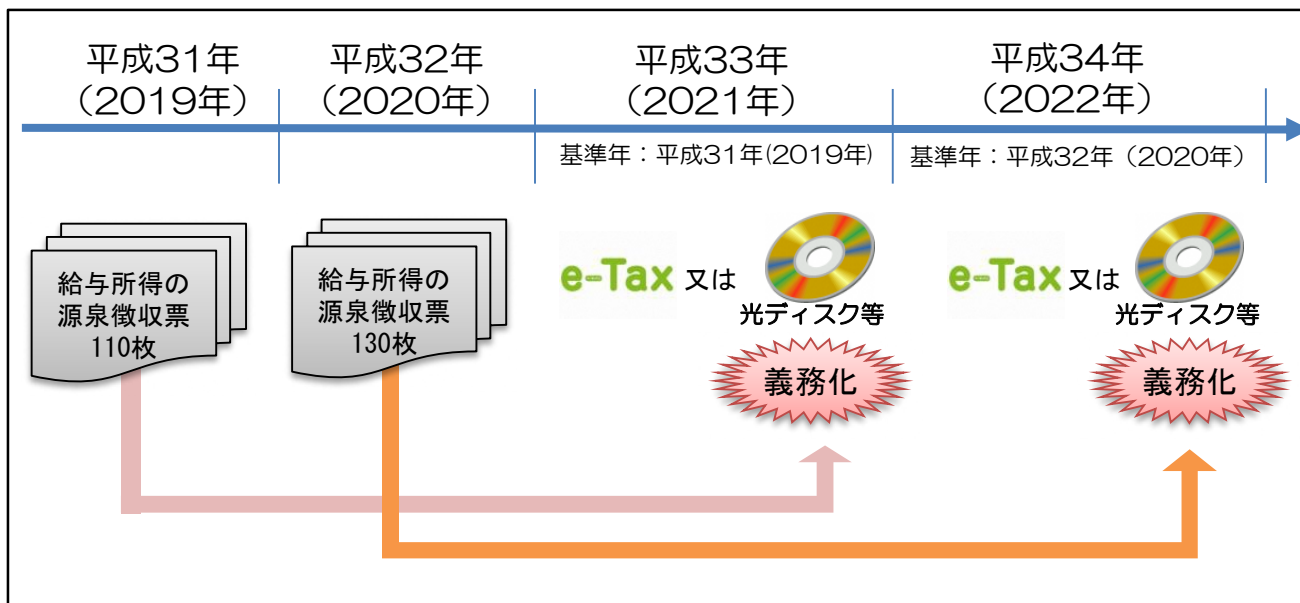 平成31年
（2019年）
平成32年
（2020年）
平成33年
（2021年）
平成34年
（2022年）
基準年：平成31年(2019年)
基準年：平成32年（2020年）
給与所得の
源泉徴収票
110枚
給与所得の
源泉徴収票
130枚
e-Tax 又は
光ディスク等
義務化
e-Tax 又は
光ディスク等
義務化